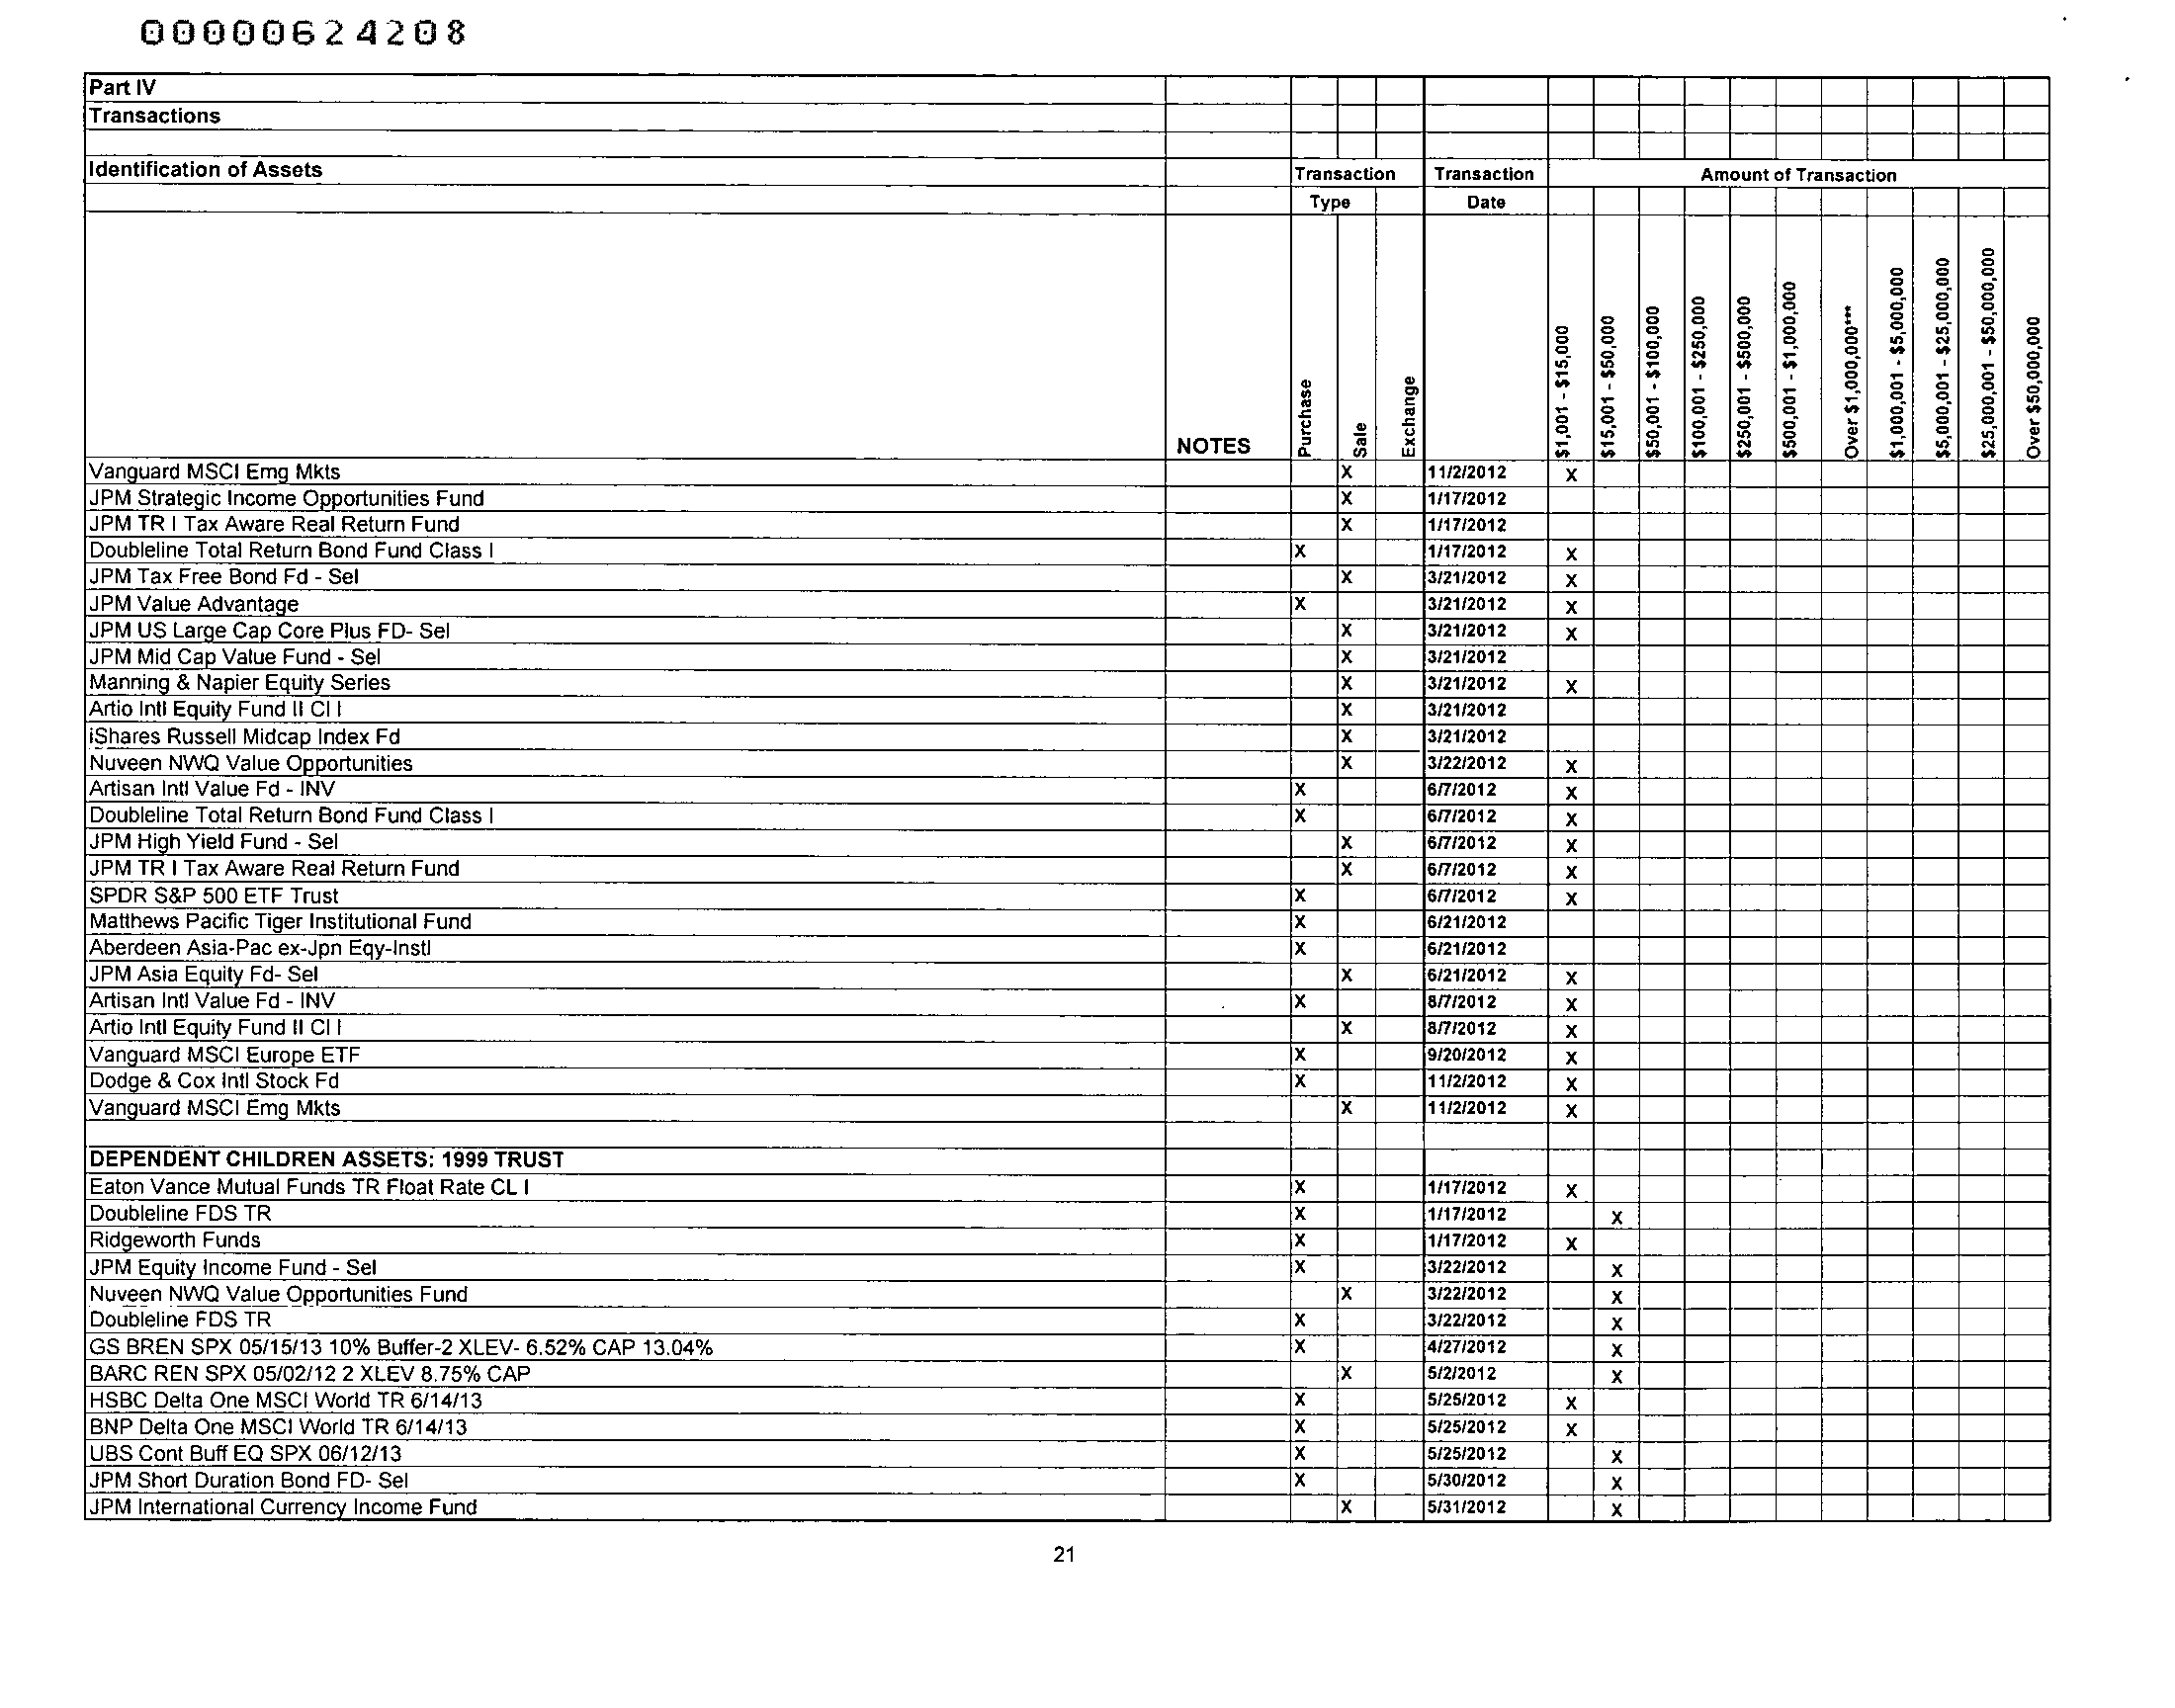 00000624208
Part IV
Transactions
Identification of Assets Transaction Transaction Amount of Transaction
Type Date
NOTES Purchase Sale Exchange $1,001 - $15,000 $15,001 - $50,000 $50,001 - $100,000 $100,001 - $250,000 $250,001 - $500,000 $500,001 - $1,000,000 Over $1,000,000*** $1,000,001 - $5,000,000 $5,000,001 - $25,000,000 $25,000,001 - $50,000,000 Over $50,000,000
Vanguard MSCI Emg Mkts X 11/2/2012 X
JPM Strategic Income Opportunities Fund X 1/17/2012
JPM TR I Tax Aware Real Return Fund X 1/17/2012
Doubleline Total Return Bond Fund Class I X 1/17/2012 X
JPM Tax Free Bond Fd - Sel X 3/21/2012 X
JPM Value Advantage X 3/21/2012 X
JPM US Large Cap Core Plus FD- Sel X 3/21/2012 X
JPM Mid Cap Value Fund - Sel X 3/21/2012
Manning & Napier Equity Series X 3/21/2012 X
Artio Intl Equity Fund II Cl I X 3/21/2012
iShares Russell Midcap Index Fd X 3/21/2012
Nuveen NWQ Value Opportunities X 3/22/2012 X
Artisan Intl Value Fd - INV X 6/7/2012 X
Doubleline Total Return Bond Fund Class I X 6/7/2012 X
JPM High Yield Fund - Sel X 6/7/2012 X
JPM TR I Tax Aware Real Return Fund X 6/7/2012 X
SPDR S&P 500 ETF Trust X 6/7/2012 X
Matthews Pacific Tiger Institutional Fund X 6/21/2012
Aberdeen Asia-Pac ex-Jpn Eqy-Instl X 6/21/2012
JPM Asia Equity Fd- Sel X 6/21/2012 X
Artisan Intl Value Fd - INV X 8/7/2012 X
Artio Intl Equity Fund II Cl I X 8/7/2012 X
Vanguard MSCI Europe ETF X 9/20/2012 X
Dodge & Cox Intl Stock Fd X 11/2/2012 X
Vanguard MSCI Emg Mkts X 11/2/2012 X
DEPENDENT CHILDREN ASSETS: 1999 TRUST
Eaton Vance Mutual Funds TR Float Rate CL I X 1/17/2012 X
Doubleline FDS TR X 1/17/2012 X
Ridgeworth Funds X 1/17/2012 X
JPM Equity Income Fund - Sel X 3/22/2012 X
Nuveen NWQ Value Opportunities Fund X 3/22/2012 X
Doubleline FDS TR X 3/22/2012 X
GS BREN SPX 05/15/13 10% Buffer-2 XLEV- 6.52% CAP 13.04% X 4/27/2012 X
BARC REN SPX 05/02/12 2 XLEV 8.75% CAP X 5/2/2012 X
HSBC Delta One MSCI World TR 6/14/13 X 5/25/2012 X
BNP Delta One MSCI World TR 6/14/13 X 5/25/2012 X
UBS Cont Buff EQ SPX 06/12/13 X 5/25/2012 X
JPM Short Duration Bond FD- Sel X 5/30/2012 X
JPM International Currency Income Fund X 5/31/2012 X
21